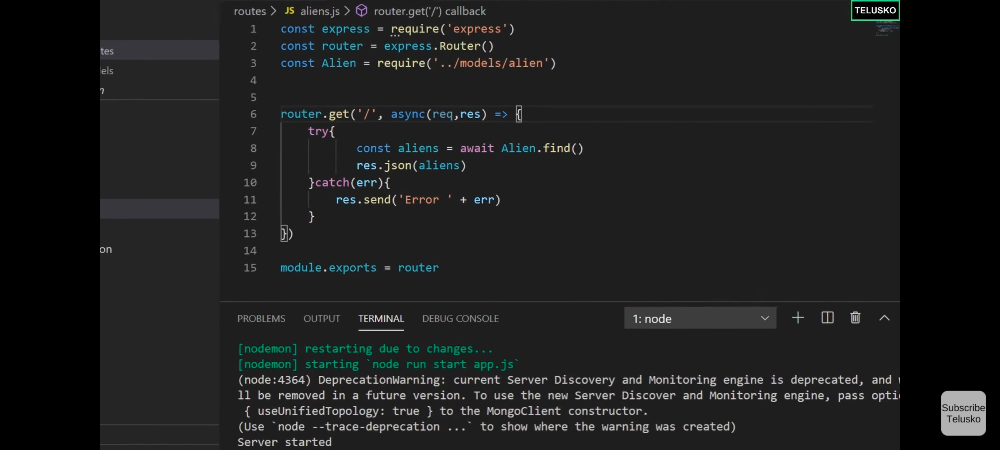 routes > JS aliens.js > router.get('/') callback
TELUSKO
tes
els
n
on
1 const express = require('express')
2 const router = express.Router()
3 const Alien = require('../models/alien')
4
5
6 router.get('/', async(req,res) => {
7 try{
8 const aliens = await Alien.find()
9 res.json(aliens)
10 }catch(err){
11 res.send('Error ' + err)
12 }
13 })
14
15 module.exports = router
PROBLEMS OUTPUT TERMINAL DEBUG CONSOLE 1: node
[nodemon] restarting due to changes...
[nodemon] starting `node run start app.js`
(node:4364) DeprecationWarning: current Server Discovery and Monitoring engine is deprecated, and
ll be removed in a future version. To use the new Server Discover and Monitoring engine, pass opti
{ useUnifiedTopology: true } to the MongoClient constructor.
(Use `node --trace-deprecation ...` to show where the warning was created)
Server started
Subscribe
Telusko